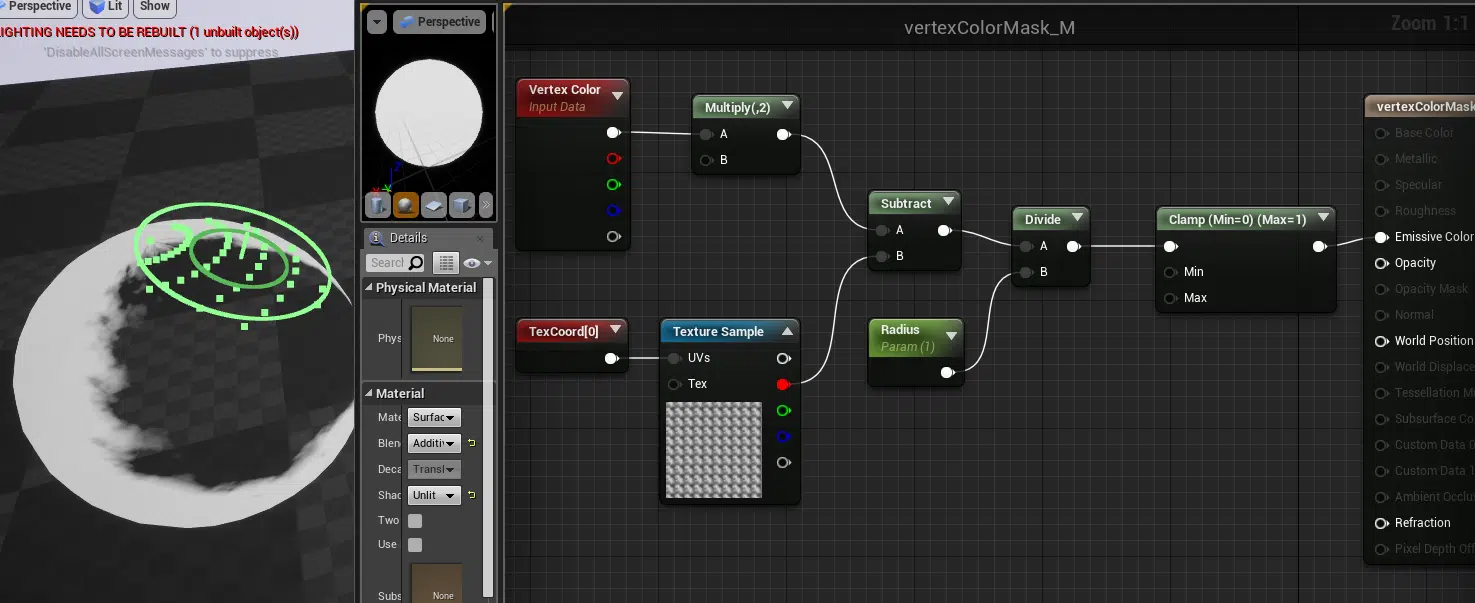 Perspective
Lit
Show
LIGHTING NEEDS TO BE REBUILT (1 unbuilt object(s))
'DisableAllScreenMessages' to suppress
Perspective
Details
Search
Physical Material
Phys
None
Material
Mate
Surfac
Blen
Additi
Deca
Transl
Shad
Unlit
Two
Use
Subs
None
vertexColorMask_M
Zoom 1:1
Vertex Color
Input Data
Multiply(,2)
A
B
Subtract
A
B
Divide
A
B
Clamp (Min=0) (Max=1)
Min
Max
TexCoord[0]
Texture Sample
UVs
Tex
Radius
Param (1)
vertexColorMask
Base Color
Metallic
Specular
Roughness
Emissive Color
Opacity
Opacity Mask
Normal
World Position
World Displace
Tessellation M
Subsurface Co
Custom Data 0
Custom Data 1
Ambient Occlu
Refraction
Pixel Depth Off